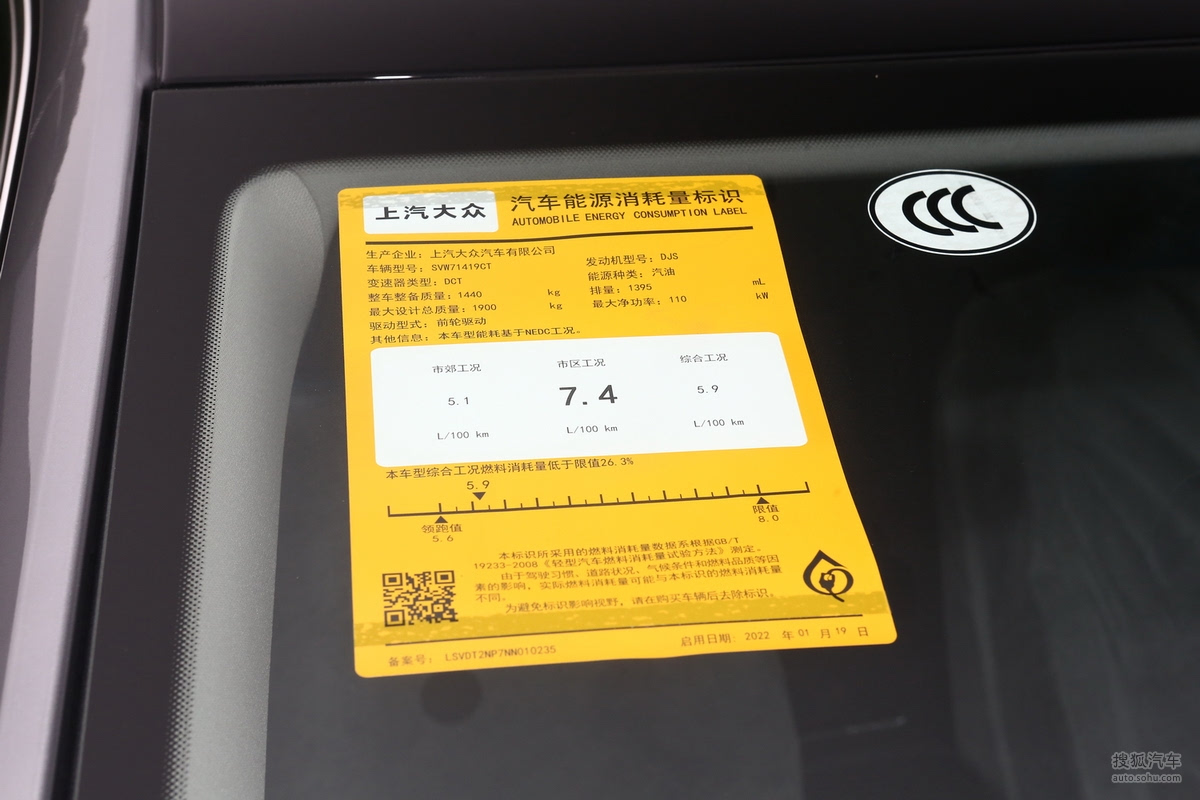 上汽大众
汽车能源消耗量标识
AUTOMOBILE ENERGY CONSUMPTION LABEL
生产企业：上汽大众汽车有限公司
车辆型号：SVW71419CT
发动机型号：DJS
变速器类型：DCT
能源种类：汽油
整车整备质量：1440 kg
排量：1395 mL
最大设计总质量：1900 kg
最大净功率：110 kW
驱动型式：前轮驱动
其他信息：本车型能耗基于NEDC工况。
市郊工况 市区工况 综合工况
5.1 7.4 5.9
L/100 km L/100 km L/100 km
本车型综合工况燃料消耗量低于限值26.3%
5.9
领跑值 限值
5.6 8.0
本标识所采用的燃料消耗量数据系根据GB/T
19233-2008《轻型汽车燃料消耗量试验方法》测定。
由于驾驶习惯、道路状况、气候条件和燃料品质等因
素的影响，实际燃料消耗量可能与本标识的燃料消耗量
不同。
为避免标识影响视野，请在购买车辆后去除标识。
备案号：LSVDT2NP7NN010235
启用日期：2022 年 01 月 19 日
CCC
搜狐汽车
auto.sohu.com